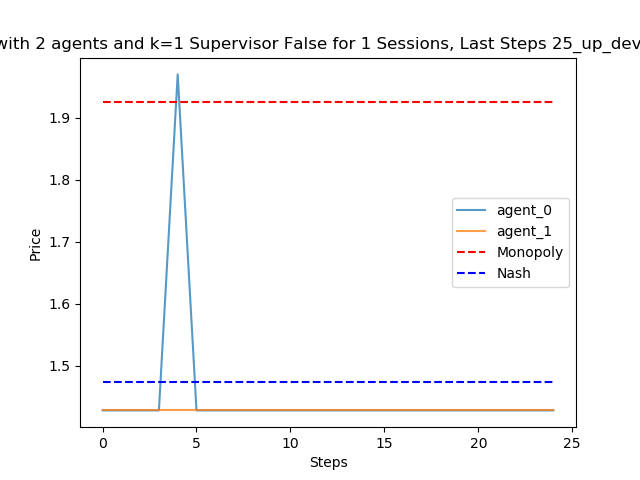 with 2 agents and k=1 Supervisor False for 1 Sessions, Last Steps 25_up_dev
Price
1.9
1.8
1.7
1.6
1.5
agent_0
agent_1
Monopoly
Nash
0 5 10 15 20 25
Steps